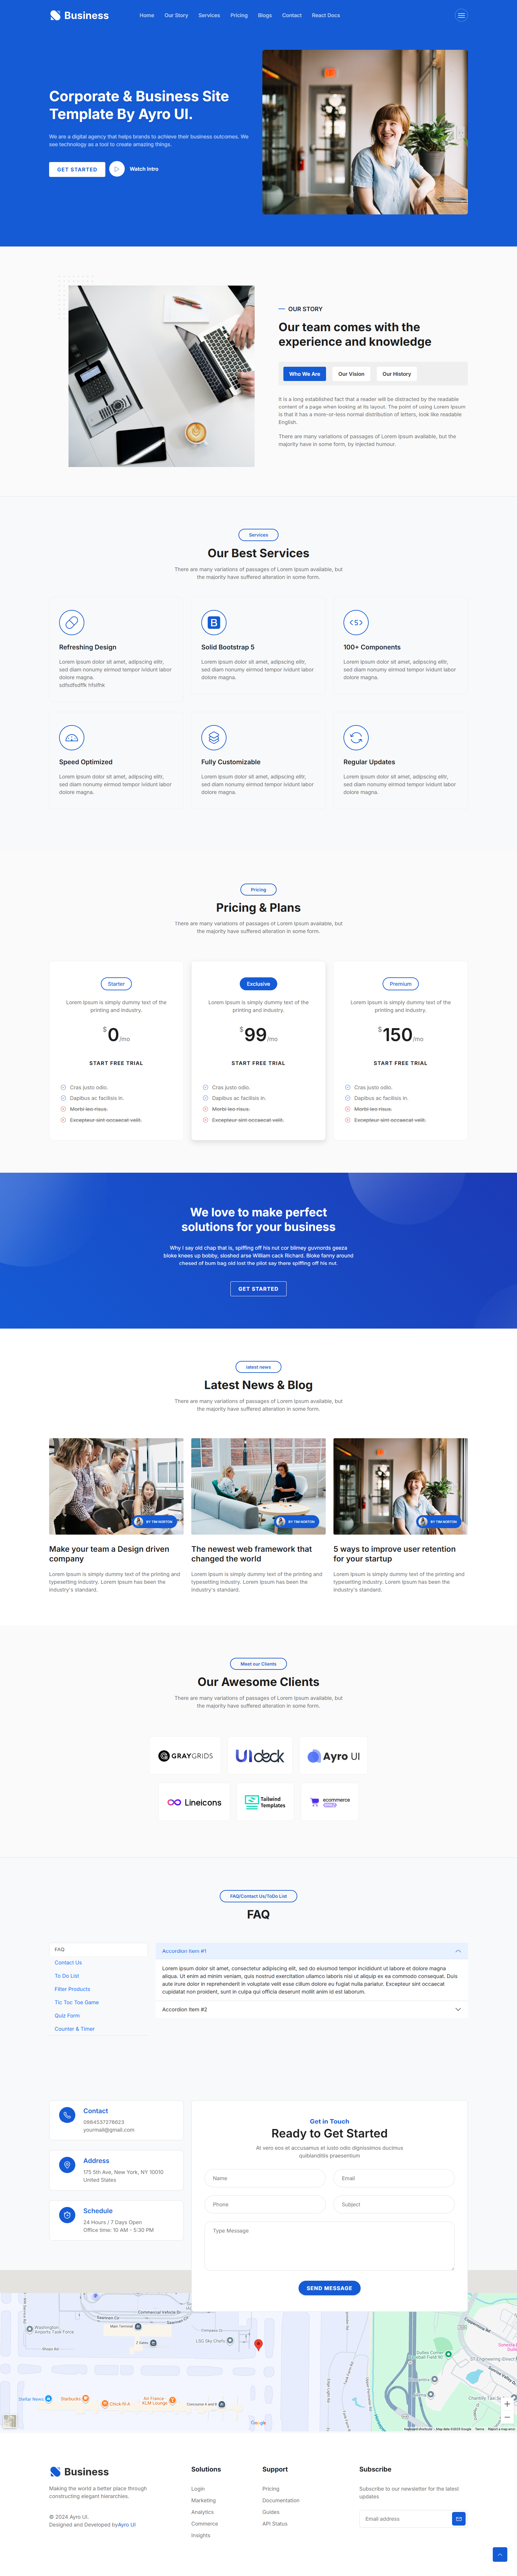 Business
Home
Our Story
Services
Pricing
Blogs
Contact
React Docs
Corporate & Business Site
Template By Ayro UI.
We are a digital agency that helps brands to achieve their business outcomes. We
see technology as a tool to create amazing things.
GET STARTED
Watch Intro
OUR STORY
Our team comes with the
experience and knowledge
Who We Are
Our Vision
Our History
It is a long established fact that a reader will be distracted by the readable
content of a page when looking at its layout. The point of using Lorem Ipsum
is that it has a more-or-less normal distribution of letters, look like readable
English.
There are many variations of passages of Lorem Ipsum available, but the
majority have in some form, by injected humour.
Services
Our Best Services
There are many variations of passages of Lorem Ipsum available, but
the majority have suffered alteration in some form.
Refreshing Design
Lorem ipsum dolor sit amet, adipscing elitr,
sed diam nonumy eirmod tempor ividunt labor
dolore magna.
Solid Bootstrap 5
Lorem ipsum dolor sit amet, adipscing elitr,
sed diam nonumy eirmod tempor ividunt labor
dolore magna.
100+ Components
Lorem ipsum dolor sit amet, adipscing elitr,
sed diam nonumy eirmod tempor ividunt labor
dolore magna.
Speed Optimized
Lorem ipsum dolor sit amet, adipscing elitr,
sed diam nonumy eirmod tempor ividunt labor
dolore magna.
Fully Customizable
Lorem ipsum dolor sit amet, adipscing elitr,
sed diam nonumy eirmod tempor ividunt labor
dolore magna.
Regular Updates
Lorem ipsum dolor sit amet, adipscing elitr,
sed diam nonumy eirmod tempor ividunt labor
dolore magna.
Pricing
Pricing & Plans
There are many variations of passages of Lorem Ipsum available, but
the majority have suffered alteration in some form.
Starter
Lorem Ipsum is simply dummy text of the
printing and industry.
$0/mo
START FREE TRIAL
Cras justo odio.
Dapibus ac facilisis in.
Morbi leo risus.
Excepteur sint occaecat velit.
Exclusive
Lorem Ipsum is simply dummy text of the
printing and industry.
$99/mo
START FREE TRIAL
Cras justo odio.
Dapibus ac facilisis in.
Morbi leo risus.
Excepteur sint occaecat velit.
Premium
Lorem Ipsum is simply dummy text of the
printing and industry.
$150/mo
START FREE TRIAL
Cras justo odio.
Dapibus ac facilisis in.
Morbi leo risus.
Excepteur sint occaecat velit.
We love to make perfect
solutions for your business
Why I say old chap that is, spiffing off his nut cor blimey guvnords geeza
bloke knees up bobby, sloshed arse William cack Richard. Bloke fanny around
chesed of bum bag old lost the pilot say there spiffing off his nut.
GET STARTED
latest news
Latest News & Blog
There are many variations of passages of Lorem Ipsum available, but
the majority have suffered alteration in some form.
BY TIM NORTON
Make your team a Design driven
company
Lorem Ipsum is simply dummy text of the printing and
typesetting industry. Lorem Ipsum has been the
industry's standard.
BY TIM NORTON
The newest web framework that
changed the world
Lorem Ipsum is simply dummy text of the printing and
typesetting industry. Lorem Ipsum has been the
industry's standard.
BY TIM NORTON
5 ways to improve user retention
for your startup
Lorem Ipsum is simply dummy text of the printing and
typesetting industry. Lorem Ipsum has been the
industry's standard.
Meet our Clients
Our Awesome Clients
There are many variations of passages of Lorem Ipsum available, but
the majority have suffered alteration in some form.
GRAYGRIDS
UIdeck
Ayro UI
Lineicons
Tailwind
Templates
ecommerce
HTML
FAQ/Contact Us/ToDo List
FAQ
FAQ
Contact Us
To Do List
Filter Products
Tic Toc Toe Game
Quiz Form
Counter & Timer
Accordion Item #1
Lorem ipsum dolor sit amet, consectetur adipiscing elit, sed do eiusmod tempor incididunt ut labore et dolore magna
aliqua. Ut enim ad minim veniam, quis nostrud exercitation ullamco laboris nisi ut aliquip ex ea commodo consequat. Duis
aute irure dolor in reprehenderit in voluptate velit esse cillum dolore eu fugiat nulla pariatur. Excepteur sint occaecat
cupidatat non proident, sunt in culpa qui officia deserunt mollit anim id est laborum.
Accordion Item #2
Contact
0984537278623
yourmail@gmail.com
Address
175 5th Ave, New York, NY 10010
United States
Schedule
24 Hours / 7 Days Open
Office time: 10 AM - 5:30 PM
Get in Touch
Ready to Get Started
At vero eos et accusamus et iusto odio dignissimos ducimus
quiblanditiis praesentium
Name
Email
Phone
Subject
Type Message
SEND MESSAGE
Washington
Airports Task Force
LSG Sky Chefs
Stellar News
Starbucks
Chick-fil-A
Air France -
KLM Lounge
Google
Keyboard shortcuts
Terms
Report a map error
Business
Making the world a better place through
constructing elegant hierarchies.
© 2024 Ayro UI.
Designed and Developed by Ayro UI
Solutions
Login
Marketing
Analytics
Commerce
Insights
Support
Pricing
Documentation
Guides
API Status
Subscribe
Subscribe to our newsletter for the latest
updates
Email address